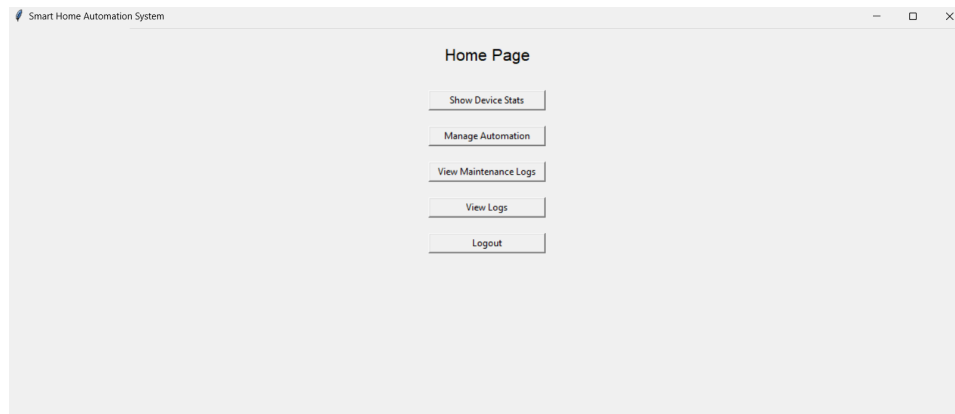 Smart Home Automation System
Home Page
Show Device Stats
Manage Automation
View Maintenance Logs
View Logs
Logout